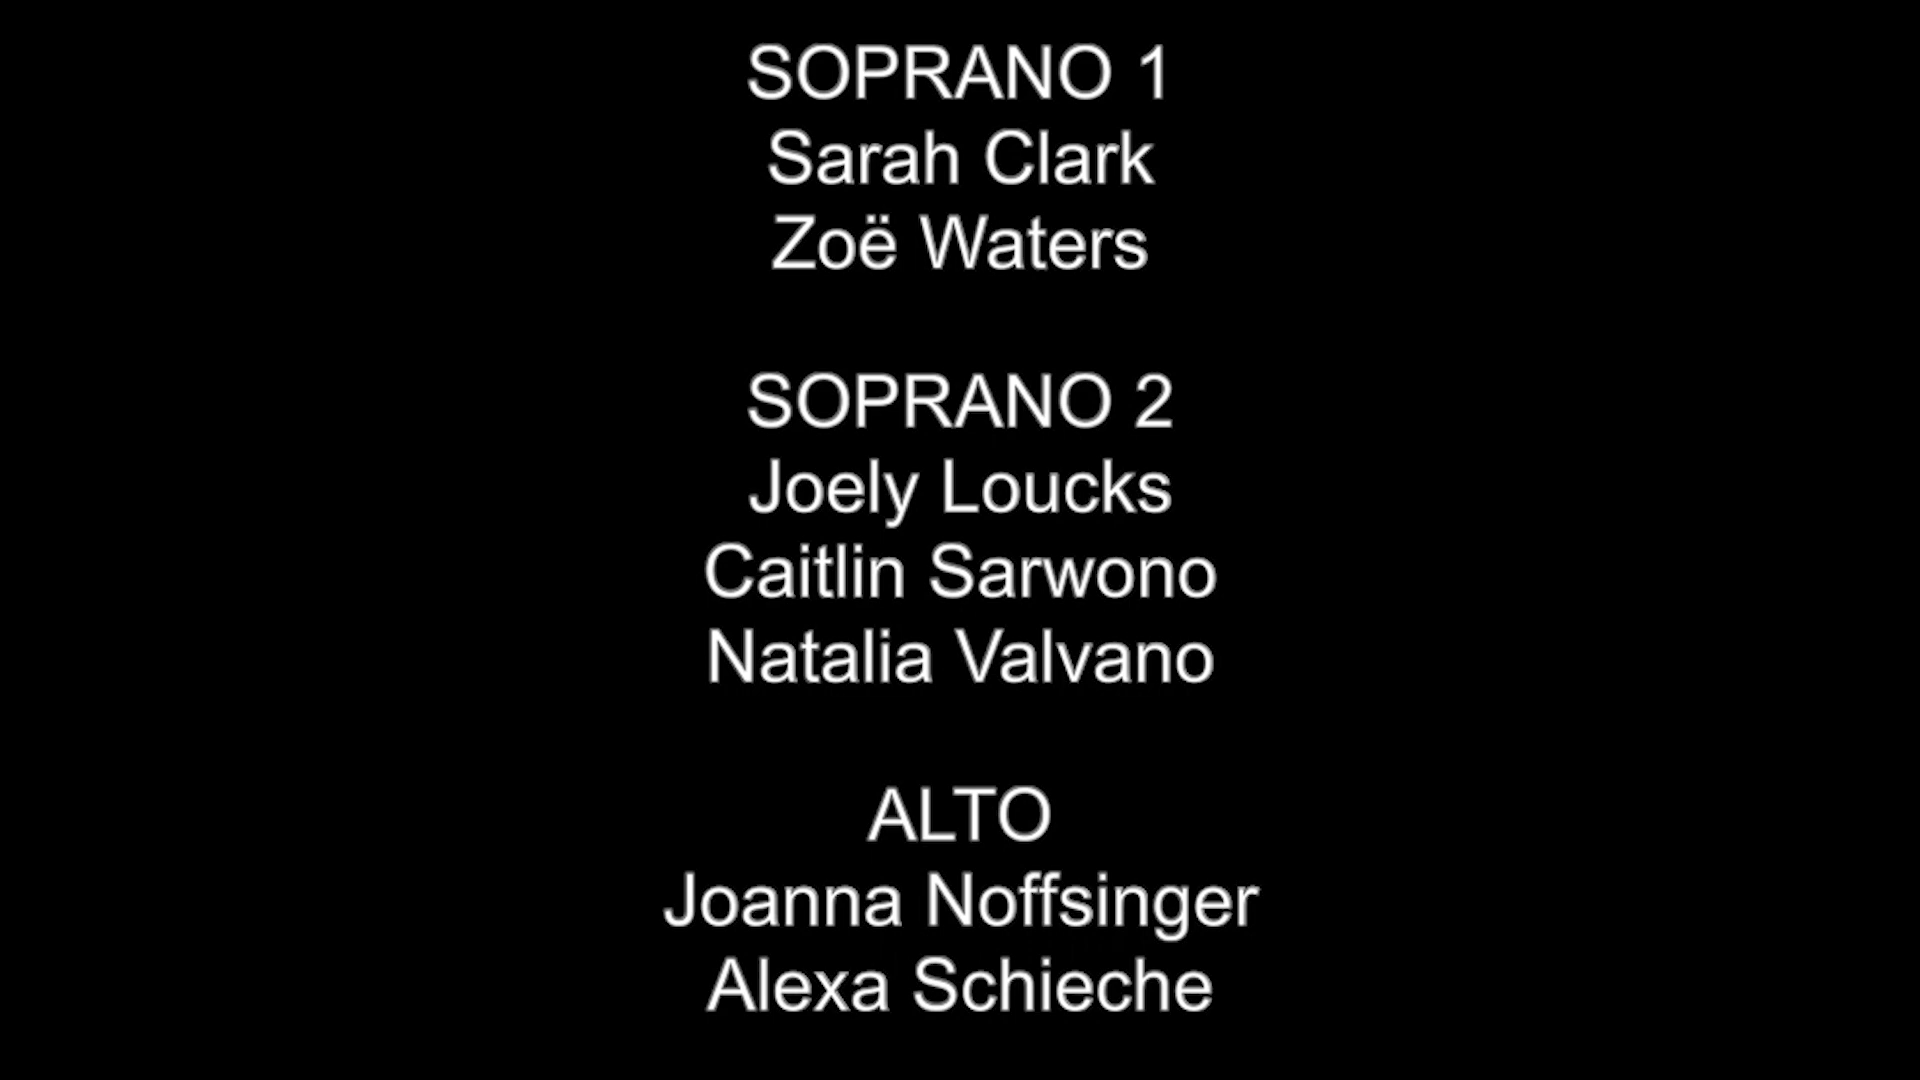 SOPRANO 1
Sarah Clark
Zoë Waters
SOPRANO 2
Joely Loucks
Caitlin Sarwono
Natalia Valvano
ALTO
Joanna Noffsinger
Alexa Schieche